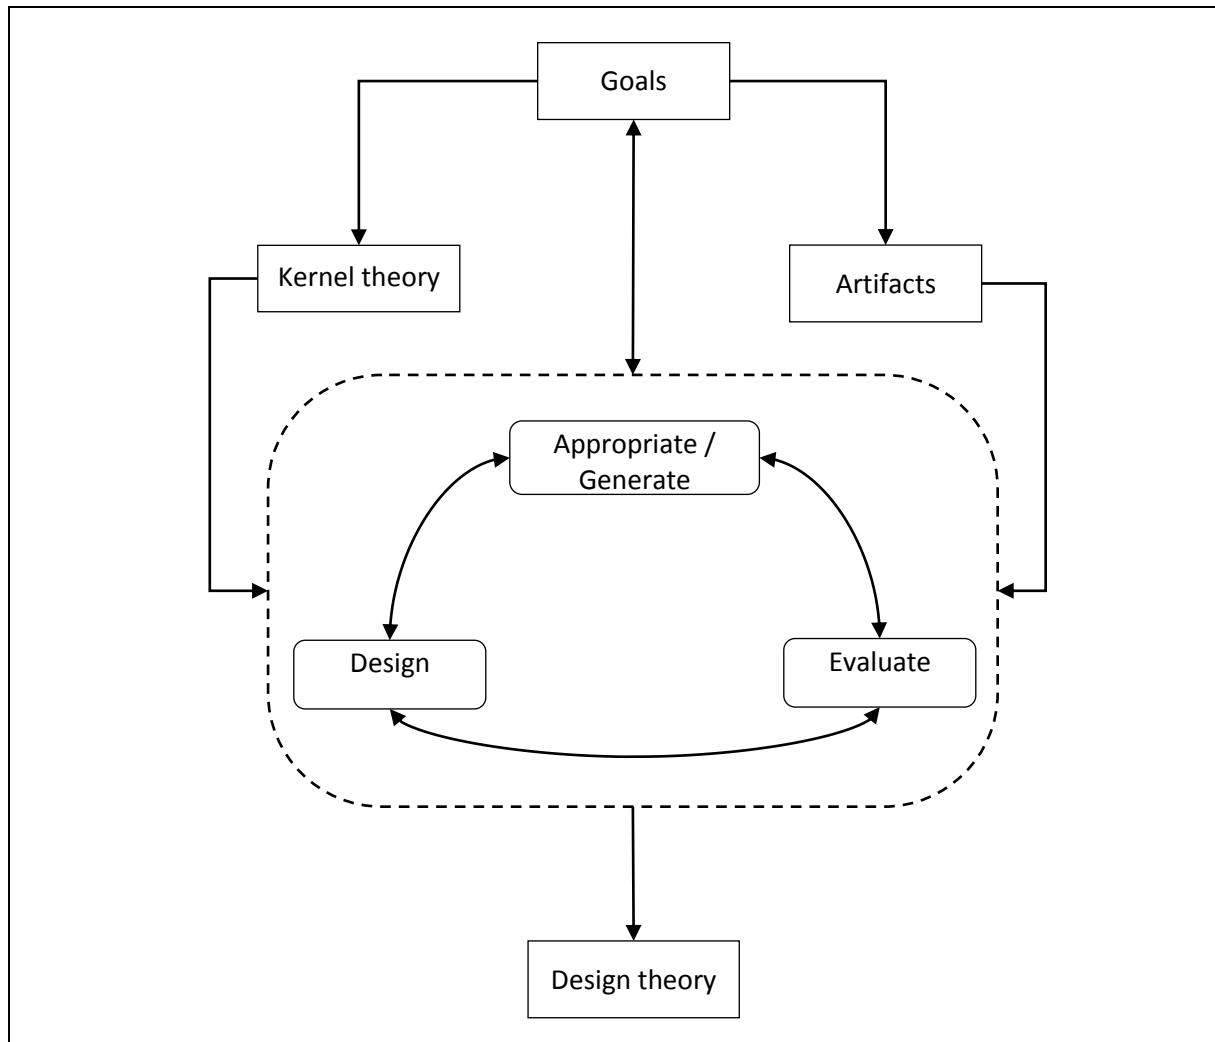 Goals
Kernel theory
Artifacts
Appropriate /
Generate
Design
Evaluate
Design theory